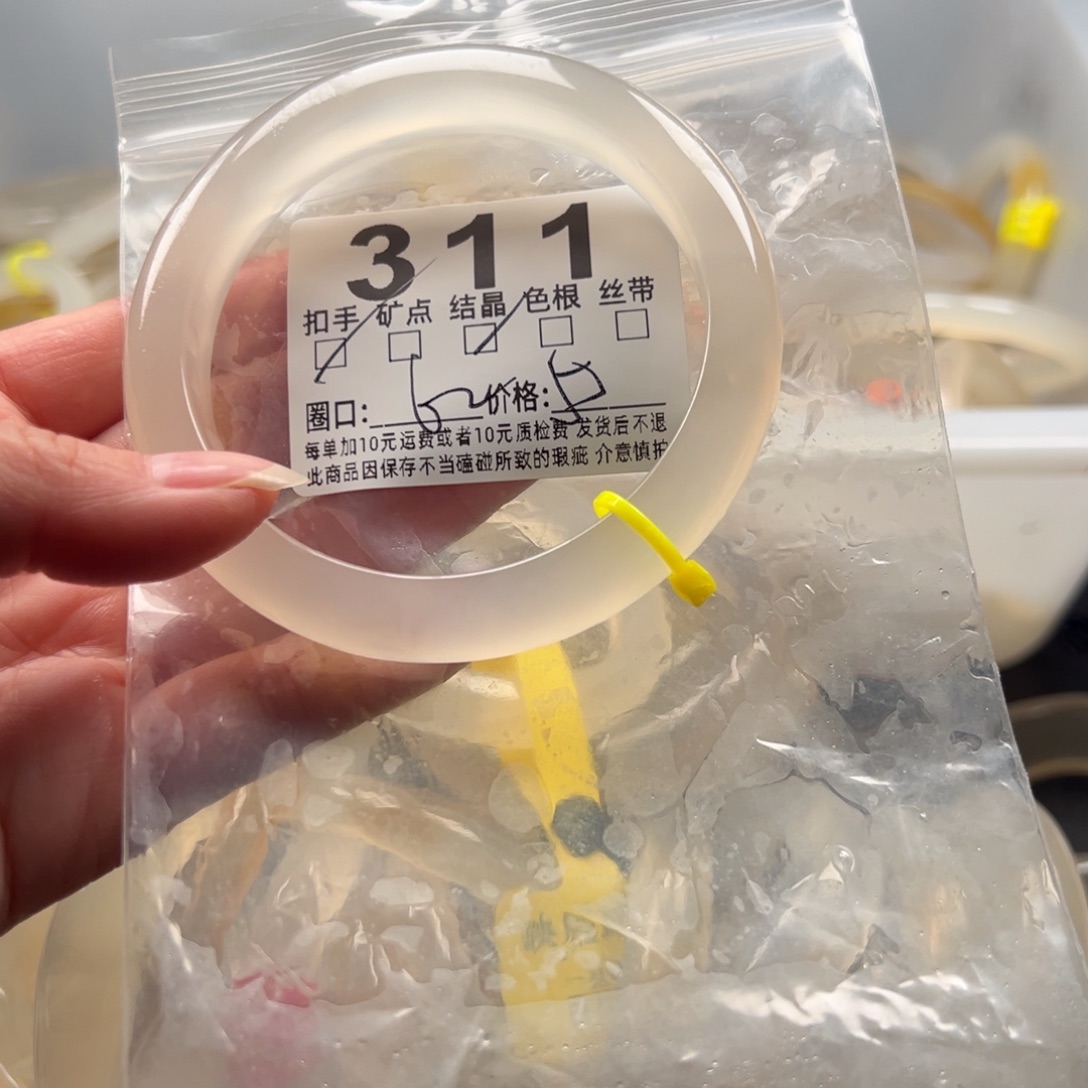 311
扣手 矿点 结晶 色根 丝带
圈口: 价格:
每单加10元运费或者10元质检费 发货后不退
此商品因保存不当磕碰所致的瑕疵 介意慎拍